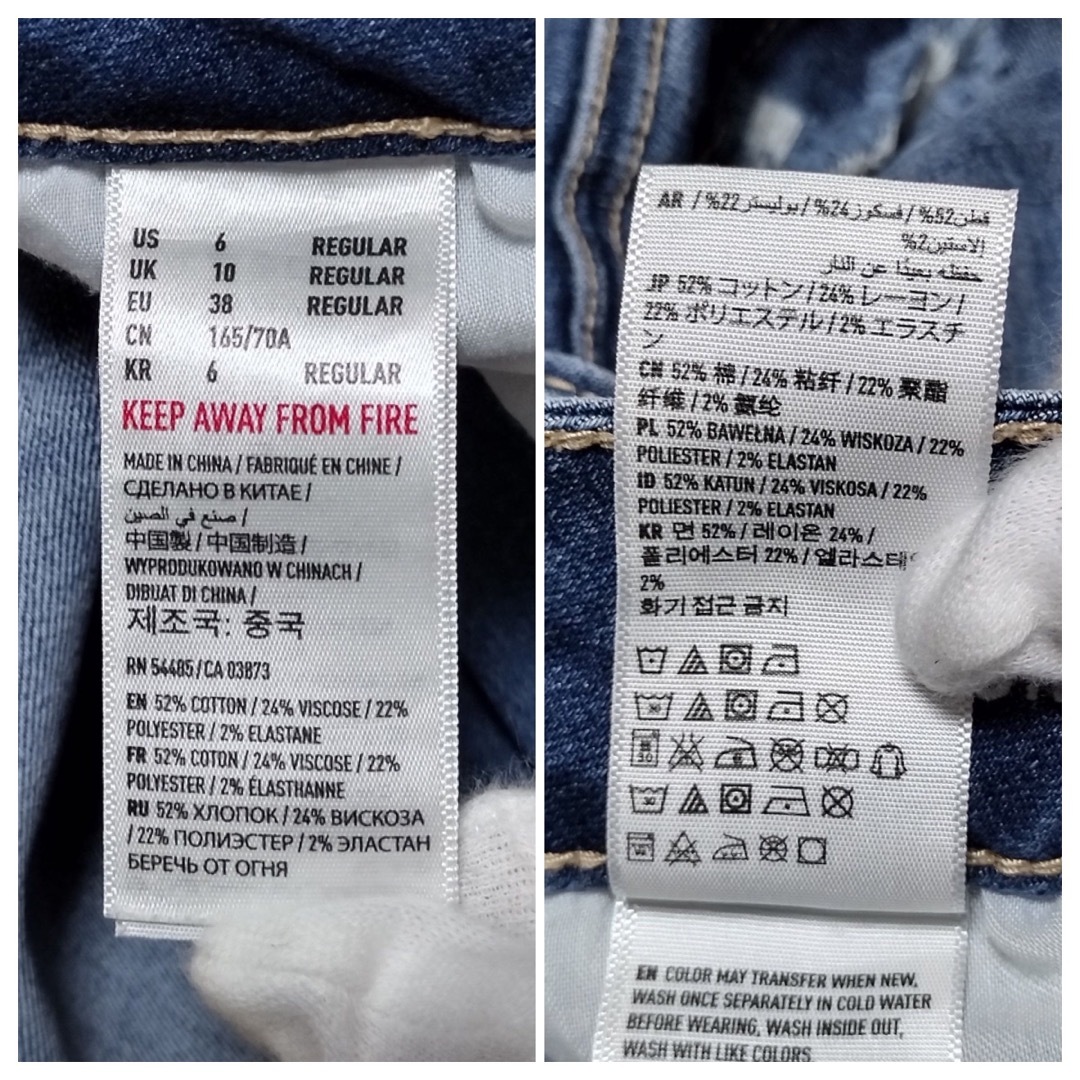 US 6 REGULAR
UK 10 REGULAR
EU 38 REGULAR
CN 165/70A
KR 6 REGULAR
KEEP AWAY FROM FIRE
MADE IN CHINA / FABRIQUÉ EN CHINE /
СДЕЛАНО В КИТАЕ /
صنع في الصين /
中国製 / 中国制造 /
WYPRODUKOWANO W CHINACH /
DIBUAT DI CHINA /
제조국: 중국
RN 54485 / CA 03873
EN 52% COTTON / 24% VISCOSE / 22%
POLYESTER / 2% ELASTANE
FR 52% COTON / 24% VISCOSE / 22%
POLYESTER / 2% ÉLASTHANNE
RU 52% ХЛОПОК / 24% ВИСКОЗА
/ 22% ПОЛИЭСТЕР / 2% ЭЛАСТАН
БЕРЕЧЬ ОТ ОГНЯ
AR / %22قطن52% / فسكوز24% / بوليستر
إلاستين2%
حفظه بعيدًا عن النار
JP 52% コットン / 24% レーヨン /
22% ポリエステル / 2% エラスチ
ン
CN 52% 棉 / 24% 粘纤 / 22% 聚酯
纤维 / 2% 氨纶
PL 52% BAWEŁNA / 24% WISKOZA / 22%
POLIESTER / 2% ELASTAN
ID 52% KATUN / 24% VISKOSA / 22%
POLIESTER / 2% ELASTAN
KR 면 52% / 레이온 24% /
폴리에스터 22% / 엘라스테
2%
화기 접근 금지
EN COLOR MAY TRANSFER WHEN NEW,
WASH ONCE SEPARATELY IN COLD WATER
BEFORE WEARING, WASH INSIDE OUT,
WASH WITH LIKE COLORS